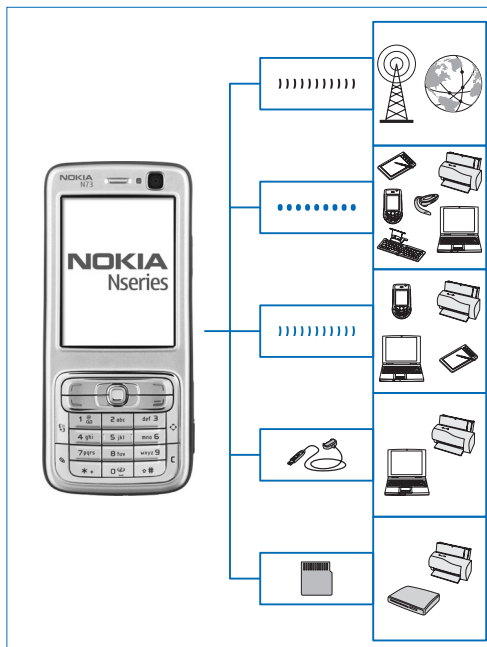 NOKIA
N73
NOKIA
Nseries
1
2 abc
def 3
4 ghi
5 jkl
mno 6
7 pqrs
8 tuv
wxyz 9
* +
0
#